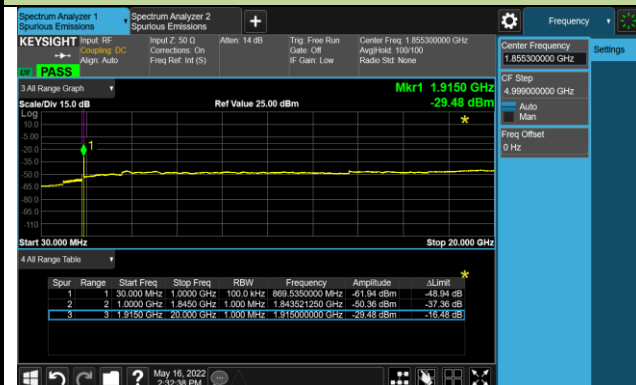 Spectrum Analyzer 1
Spurious Emissions
Spectrum Analyzer 2
Spurious Emissions
+
Frequency
KEYSIGHT
Input: RF
Coupling: DC
Align: Auto
Input Z: 50 Ω
Corrections: On
Freq Ref: Int (S)
Atten: 14 dB
Trig: Free Run
Gate: Off
IF Gain: Low
Center Freq: 1.855300000 GHz
Avg|Hold: 100/100
Radio Std: None
LXI PASS
Center Frequency
1.855300000 GHz
Settings
CF Step
4.999000000 GHz
Auto
Man
Freq Offset
0 Hz
3 All Range Graph
Mkr1 1.9150 GHz
Scale/Div 15.0 dB
Ref Value 25.00 dBm
-29.48 dBm
Log
10.0
-5.00
-20.0
-35.0
-50.0
-65.0
-80.0
-95.0
-110
1
*
Start 30.000 MHz
Stop 20.000 GHz
4 All Range Table
*
Spur Range Start Freq Stop Freq RBW Frequency Amplitude ΔLimit
1 1 30.000 MHz 1.0000 GHz 100.0 kHz 869.5350000 MHz -61.94 dBm -48.94 dB
2 2 1.0000 GHz 1.8450 GHz 1.000 MHz 1.843521250 GHz -50.36 dBm -37.36 dB
3 3 1.9150 GHz 20.000 GHz 1.000 MHz 1.915000000 GHz -29.48 dBm -16.48 dB
?
May 16, 2022
2:32:38 PM